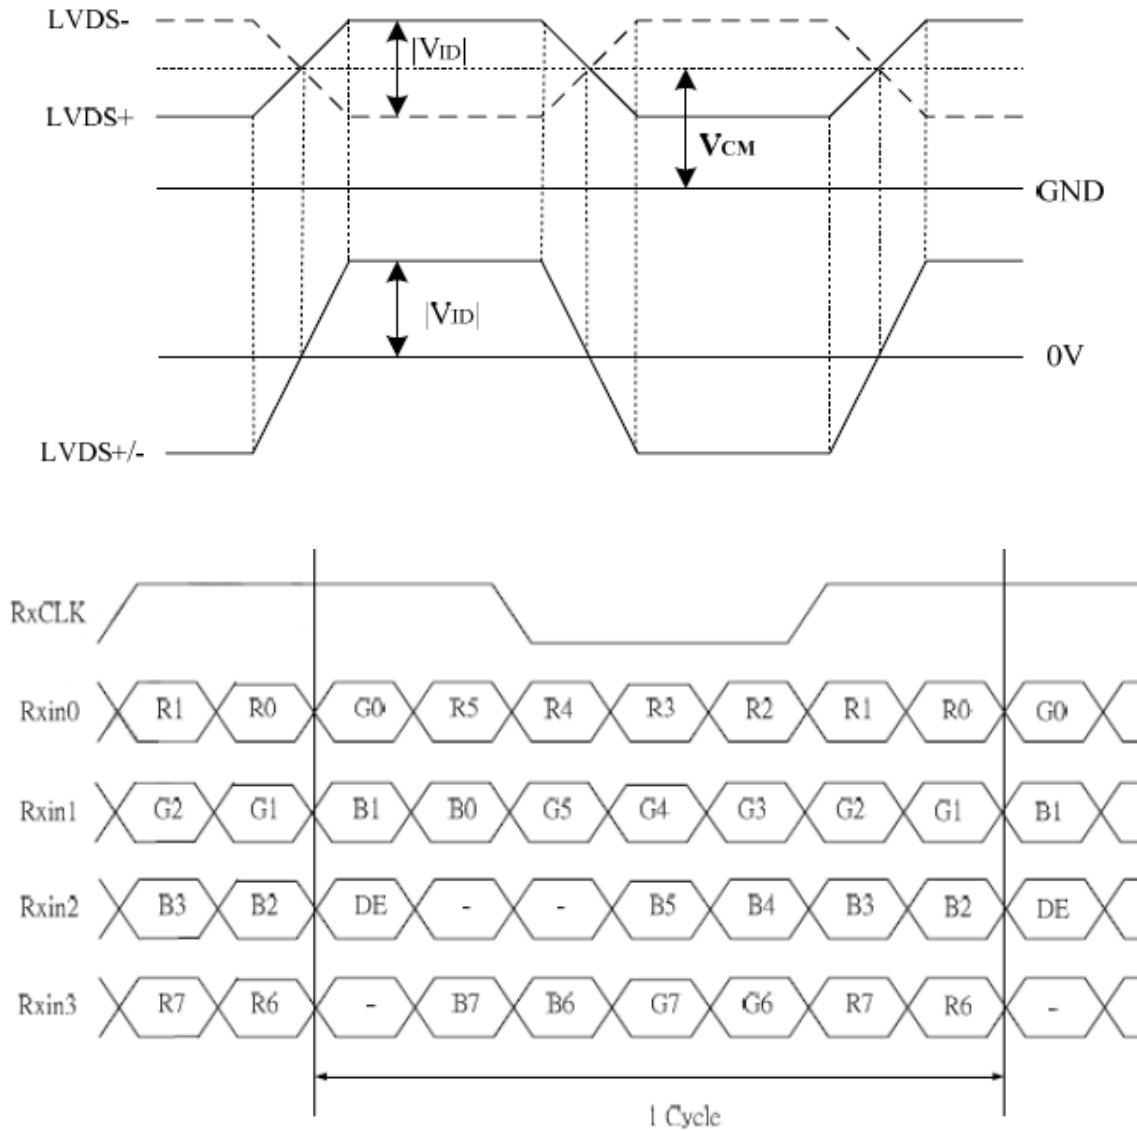 LVDS-
|VID|
LVDS+
VCM
GND
|VID|
0V
LVDS+/-
RxCLK
Rxin0 R1 R0 G0 R5 R4 R3 R2 R1 R0 G0
Rxin1 G2 G1 B1 B0 G5 G4 G3 G2 G1 B1
Rxin2 B3 B2 DE - - B5 B4 B3 B2 DE
Rxin3 R7 R6 - B7 B6 G7 G6 R7 R6 -
1 Cycle